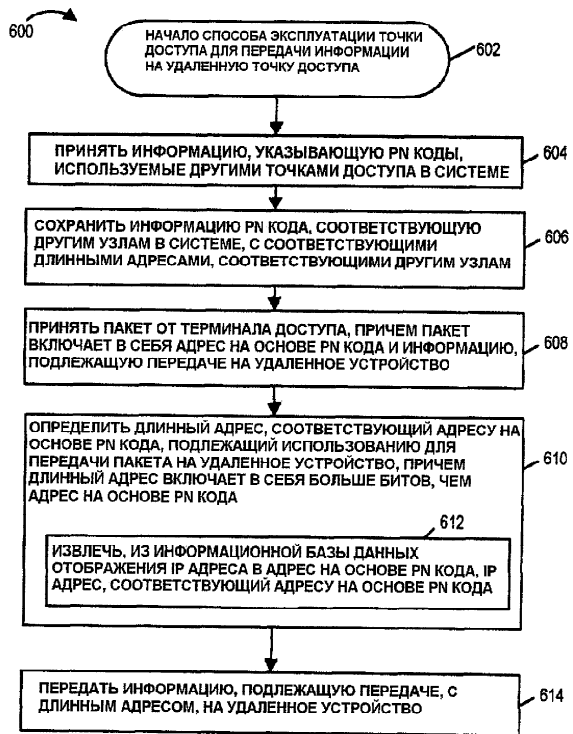 600
НАЧАЛО СПОСОБА ЭКСПЛУАТАЦИИ ТОЧКИ
ДОСТУПА ДЛЯ ПЕРЕДАЧИ ИНФОРМАЦИИ
НА УДАЛЕННУЮ ТОЧКУ ДОСТУПА
602
ПРИНЯТЬ ИНФОРМАЦИЮ, УКАЗЫВАЮЩУЮ PN КОДЫ,
ИСПОЛЬЗУЕМЫЕ ДРУГИМИ ТОЧКАМИ ДОСТУПА В СИСТЕМЕ
604
СОХРАНИТЬ ИНФОРМАЦИЮ PN КОДА, СООТВЕТСТВУЮЩУЮ
ДРУГИМ УЗЛАМ В СИСТЕМЕ, С СООТВЕТСТВУЮЩИМИ
ДЛИННЫМИ АДРЕСАМИ, СООТВЕТСТВУЮЩИМИ ДРУГИМ УЗЛАМ
606
ПРИНЯТЬ ПАКЕТ ОТ ТЕРМИНАЛА ДОСТУПА, ПРИЧЕМ ПАКЕТ
ВКЛЮЧАЕТ В СЕБЯ АДРЕС НА ОСНОВЕ PN КОДА И ИНФОРМАЦИЮ,
ПОДЛЕЖАЩУЮ ПЕРЕДАЧЕ НА УДАЛЕННОЕ УСТРОЙСТВО
608
ОПРЕДЕЛИТЬ ДЛИННЫЙ АДРЕС, СООТВЕТСТВУЮЩИЙ АДРЕСУ НА
ОСНОВЕ PN КОДА, ПОДЛЕЖАЩИЙ ИСПОЛЬЗОВАНИЮ ДЛЯ
ПЕРЕДАЧИ ПАКЕТА НА УДАЛЕННОЕ УСТРОЙСТВО, ПРИЧЕМ
ДЛИННЫЙ АДРЕС ВКЛЮЧАЕТ В СЕБЯ БОЛЬШЕ БИТОВ, ЧЕМ
АДРЕС НА ОСНОВЕ PN КОДА
610
612
ИЗВЛЕЧЬ, ИЗ ИНФОРМАЦИОННОЙ БАЗЫ ДАННЫХ
ОТОБРАЖЕНИЯ IP АДРЕСА В АДРЕС НА ОСНОВЕ PN КОДА, IP
АДРЕС, СООТВЕТСТВУЮЩИЙ АДРЕСУ НА ОСНОВЕ PN КОДА
ПЕРЕДАТЬ ИНФОРМАЦИЮ, ПОДЛЕЖАЩУЮ ПЕРЕДАЧЕ, С
ДЛИННЫМ АДРЕСОМ, НА УДАЛЕННОЕ УСТРОЙСТВО
614